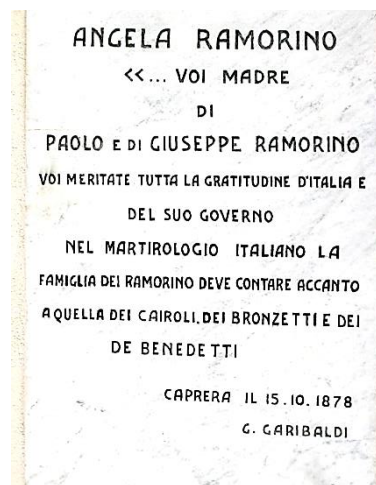 ANGELA RAMORINO
<<... VOI MADRE
DI
PAOLO E DI GIUSEPPE RAMORINO
VOI MERITATE TUTTA LA GRATITUDINE D'ITALIA E
DEL SUO GOVERNO
NEL MARTIROLOGIO ITALIANO LA
FAMIGLIA DEI RAMORINO DEVE CONTARE ACCANTO
A QUELLA DEI CAIROLI, DEI BRONZETTI E DEI
DE BENEDETTI
CAPRERA IL 15.10.1878
G. GARIBALDI